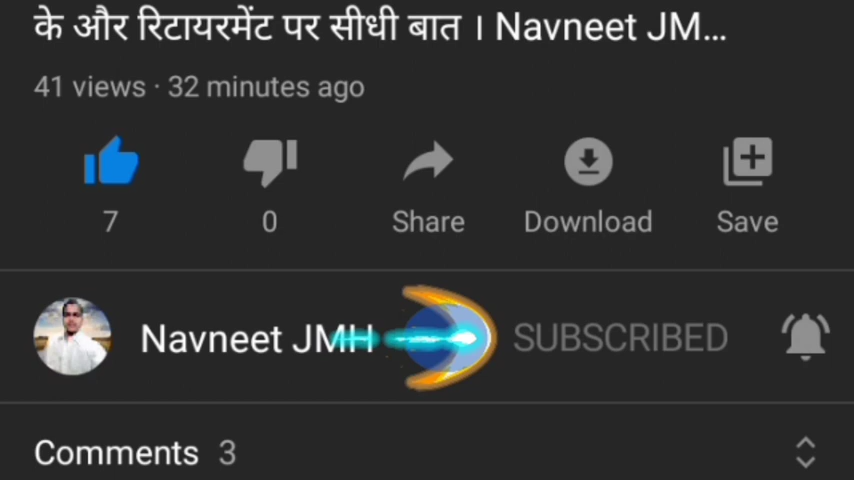 के और रिटायरमेंट पर सीधी बात । Navneet JM...
41 views · 32 minutes ago
7
0
Share
Download
Save
Navneet JMH
SUBSCRIBED
Comments 3